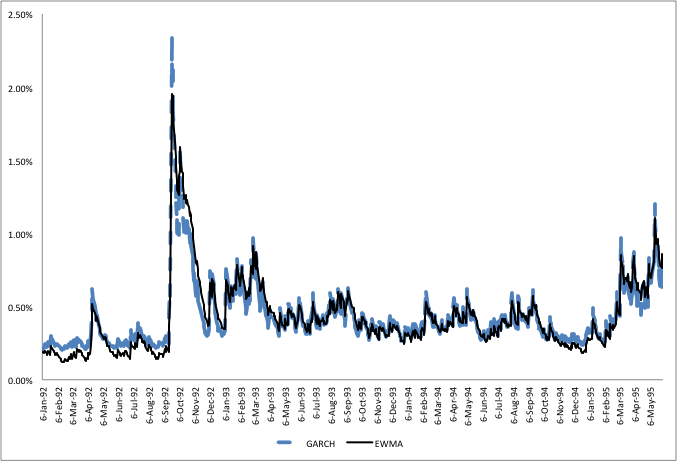 2.50%
2.00%
1.50%
1.00%
0.50%
0.00%
6-Jan-92
6-Feb-92
6-Mar-92
6-Apr-92
6-May-92
6-Jun-92
6-Jul-92
6-Aug-92
6-Sep-92
6-Oct-92
6-Nov-92
6-Dec-92
6-Jan-93
6-Feb-93
6-Mar-93
6-Apr-93
6-May-93
6-Jun-93
6-Jul-93
6-Aug-93
6-Sep-93
6-Oct-93
6-Nov-93
6-Dec-93
6-Jan-94
6-Feb-94
6-Mar-94
6-Apr-94
6-May-94
6-Jun-94
6-Jul-94
6-Aug-94
6-Sep-94
6-Oct-94
6-Nov-94
6-Dec-94
6-Jan-95
6-Feb-95
6-Mar-95
6-Apr-95
6-May-95
GARCH EWMA